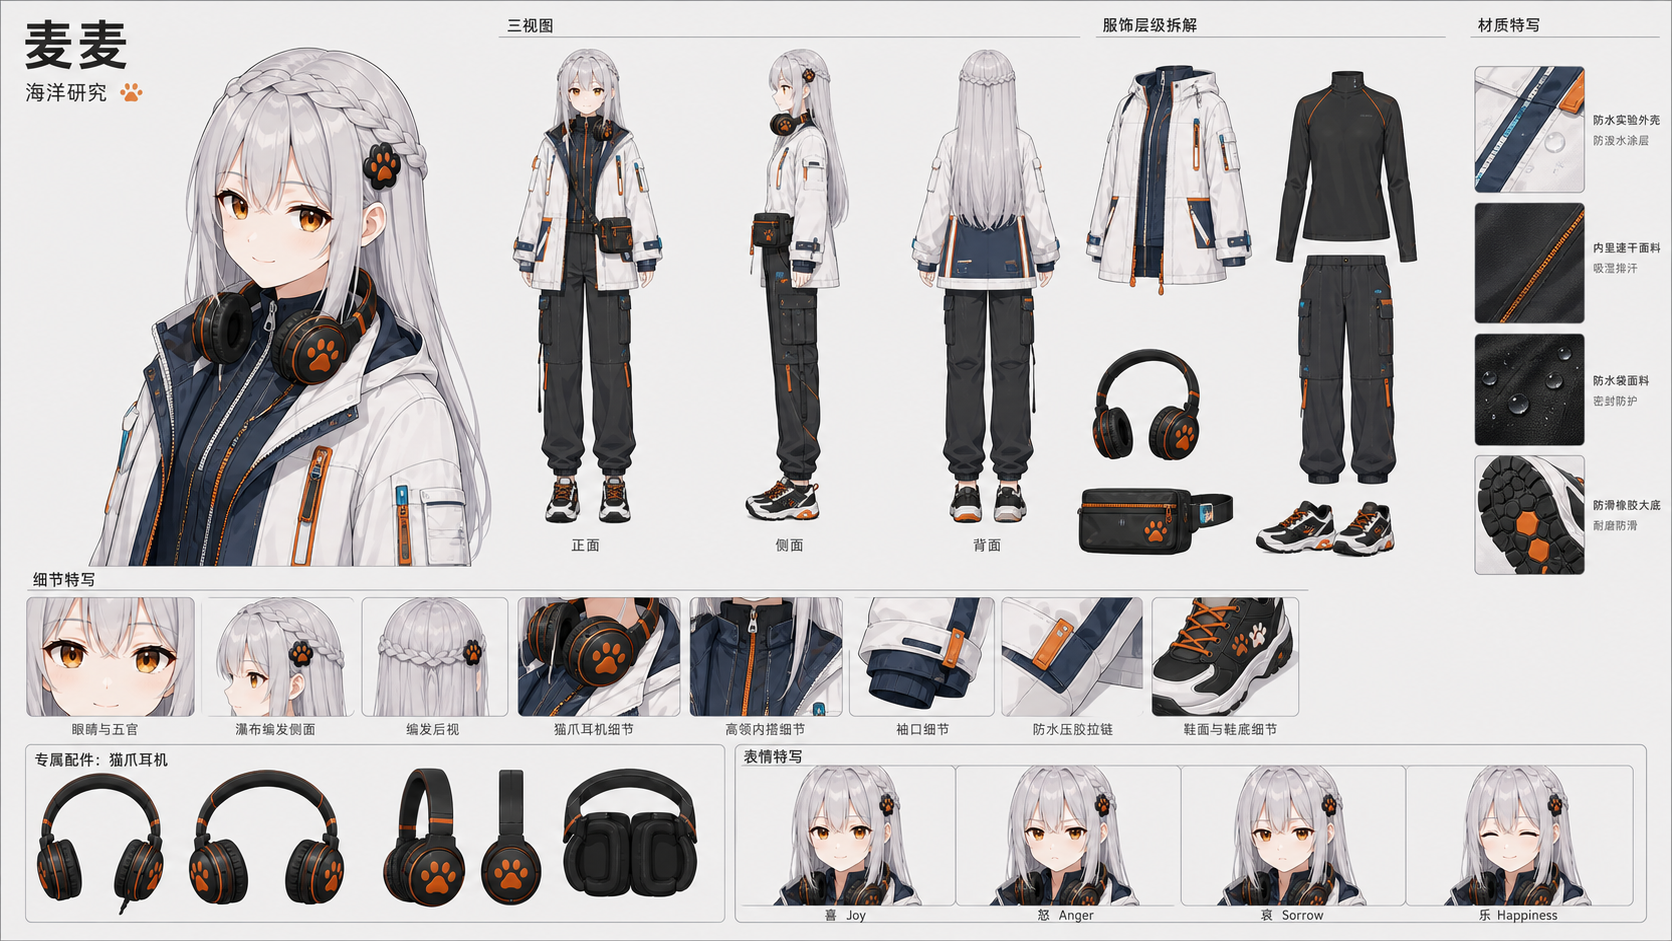 麦麦
海洋研究
三视图
正面
侧面
背面
服饰层级拆解
材质特写
防水实验外壳
防泼水涂层
内里速干面料
吸湿排汗
防水袋面料
密封防护
防滑橡胶大底
耐磨防滑
细节特写
眼睛与五官
瀑布编发侧面
编发后视
猫爪耳机细节
高领内搭细节
袖口细节
防水压胶拉链
鞋面与鞋底细节
专属配件：猫爪耳机
表情特写
喜 Joy
怒 Anger
哀 Sorrow
乐 Happiness